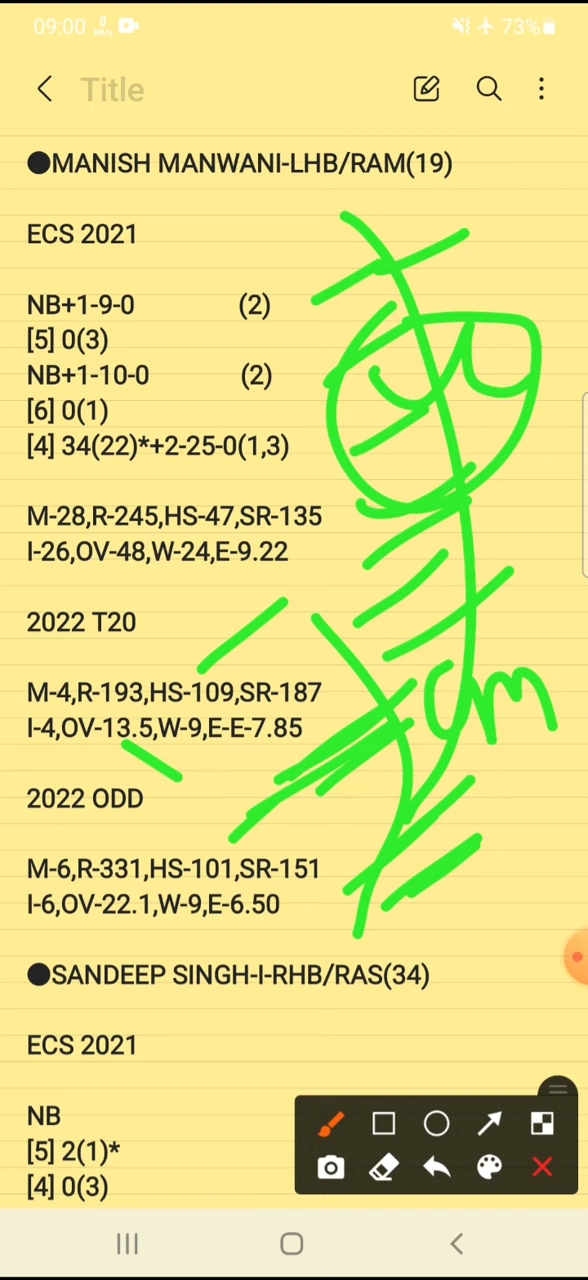 09:00
0
KB/s
73%
Title
●MANISH MANWANI-LHB/RAM(19)
ECS 2021
NB+1-9-0 (2)
[5] 0(3)
NB+1-10-0 (2)
[6] 0(1)
[4] 34(22)*+2-25-0(1,3)
M-28,R-245,HS-47,SR-135
I-26,OV-48,W-24,E-9.22
2022 T20
M-4,R-193,HS-109,SR-187
I-4,OV-13.5,W-9,E-E-7.85
2022 ODD
M-6,R-331,HS-101,SR-151
I-6,OV-22.1,W-9,E-6.50
●SANDEEP SINGH-I-RHB/RAS(34)
ECS 2021
NB
[5] 2(1)*
[4] 0(3)